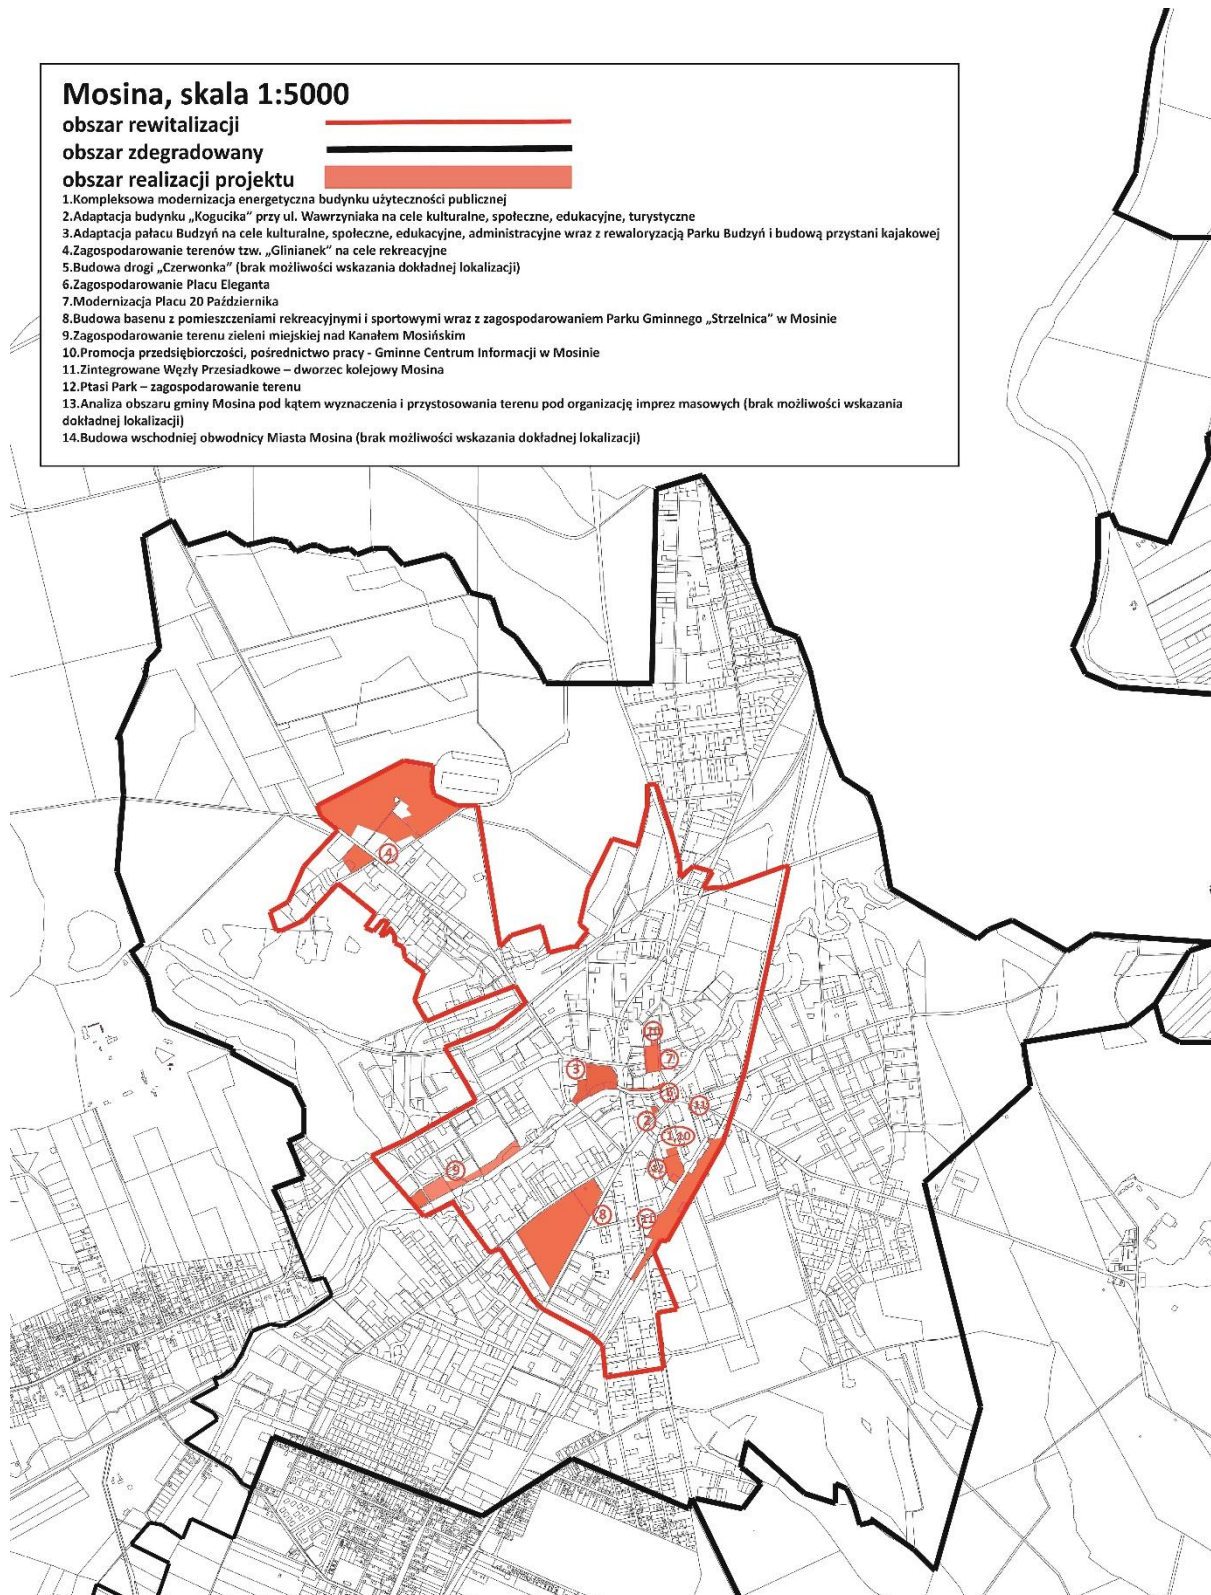 Mosina, skala 1:5000
obszar rewitalizacji
obszar zdegradowany
obszar realizacji projektu
1.Kompleksowa modernizacja energetyczna budynku użyteczności publicznej
2.Adaptacja budynku „Kogucika" przy ul. Wawrzyniaka na cele kulturalne, społeczne, edukacyjne, turystyczne
3.Adaptacja pałacu Budzyń na cele kulturalne, społeczne, edukacyjne, administracyjne wraz z rewaloryzacją Parku Budzyń i budową przystani kajakowej
4.Zagospodarowanie terenów tzw. „Glinianek" na cele rekreacyjne
5.Budowa drogi „Czerwonka" (brak możliwości wskazania dokładnej lokalizacji)
6.Zagospodarowanie Placu Eleganta
7.Modernizacja Placu 20 Października
8.Budowa basenu z pomieszczeniami rekreacyjnymi i sportowymi wraz z zagospodarowaniem Parku Gminnego „Strzelnica" w Mosinie
9.Zagospodarowanie terenu zieleni miejskiej nad Kanałem Mosińskim
10.Promocja przedsiębiorczości, pośrednictwo pracy - Gminne Centrum Informacji w Mosinie
11.Zintegrowane Węzły Przesiadkowe – dworzec kolejowy Mosina
12.Ptasi Park – zagospodarowanie terenu
13.Analiza obszaru gminy Mosina pod kątem wyznaczenia i przystosowania terenu pod organizację imprez masowych (brak możliwości wskazania
dokładnej lokalizacji)
14.Budowa wschodniej obwodnicy Miasta Mosina (brak możliwości wskazania dokładnej lokalizacji)
4
10
3
7
6
11
2
1,10
9
12
8
11